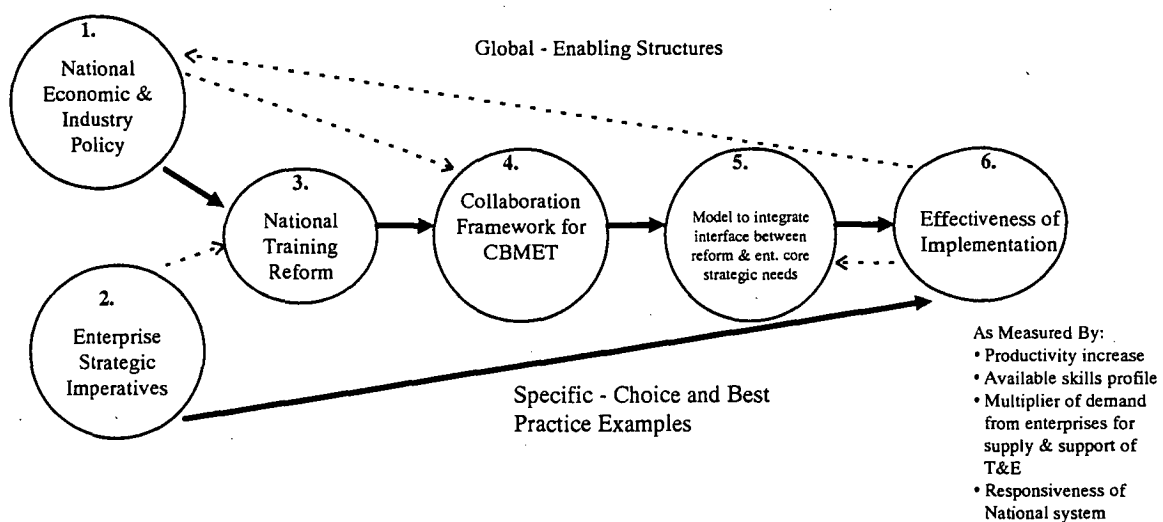 Global - Enabling Structures
1.
National
Economic &
Industry
Policy
2.
Enterprise
Strategic
Imperatives
3.
National
Training
Reform
4.
Collaboration
Framework for
CBMET
5.
Model to integrate
interface between
reform & ent. core
strategic needs
6.
Effectiveness of
Implementation
Specific - Choice and Best
Practice Examples
As Measured By:
• Productivity increase
• Available skills profile
• Multiplier of demand
from enterprises for
supply & support of
T&E
• Responsiveness of
National system